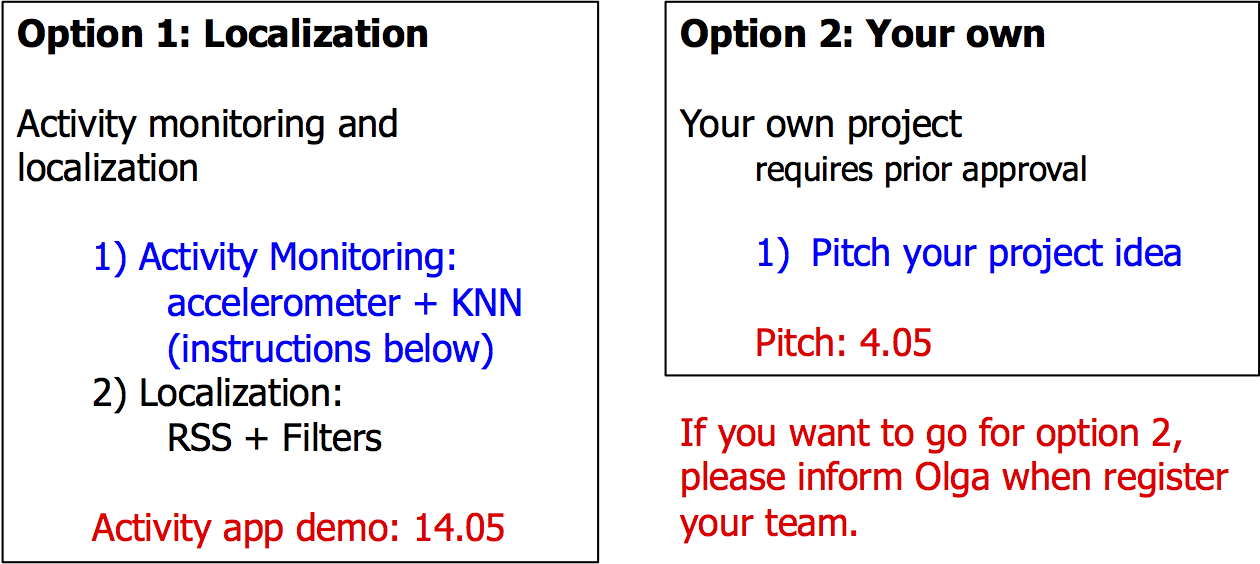 Option 1: Localization
Activity monitoring and
localization
1) Activity Monitoring:
accelerometer + KNN
(instructions below)
2) Localization:
RSS + Filters
Activity app demo: 14.05
Option 2: Your own
Your own project
requires prior approval
1) Pitch your project idea
Pitch: 4.05
If you want to go for option 2,
please inform Olga when register
your team.